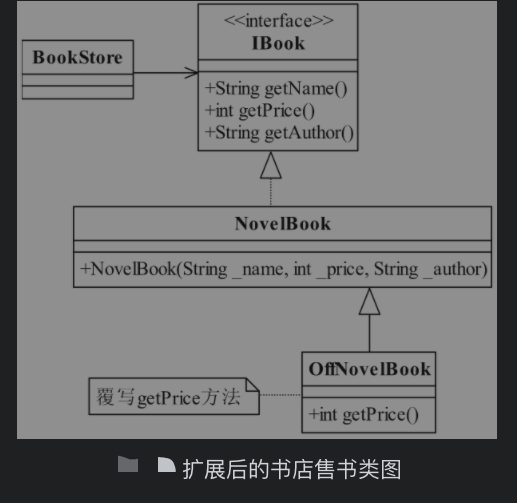 <<interface>>
IBook
BookStore
+String getName()
+int getPrice()
+String getAuthor()
NovelBook
+NovelBook(String _name, int _price, String _author)
OffNovelBook
覆写getPrice方法
+int getPrice()
扩展后的书店售书类图